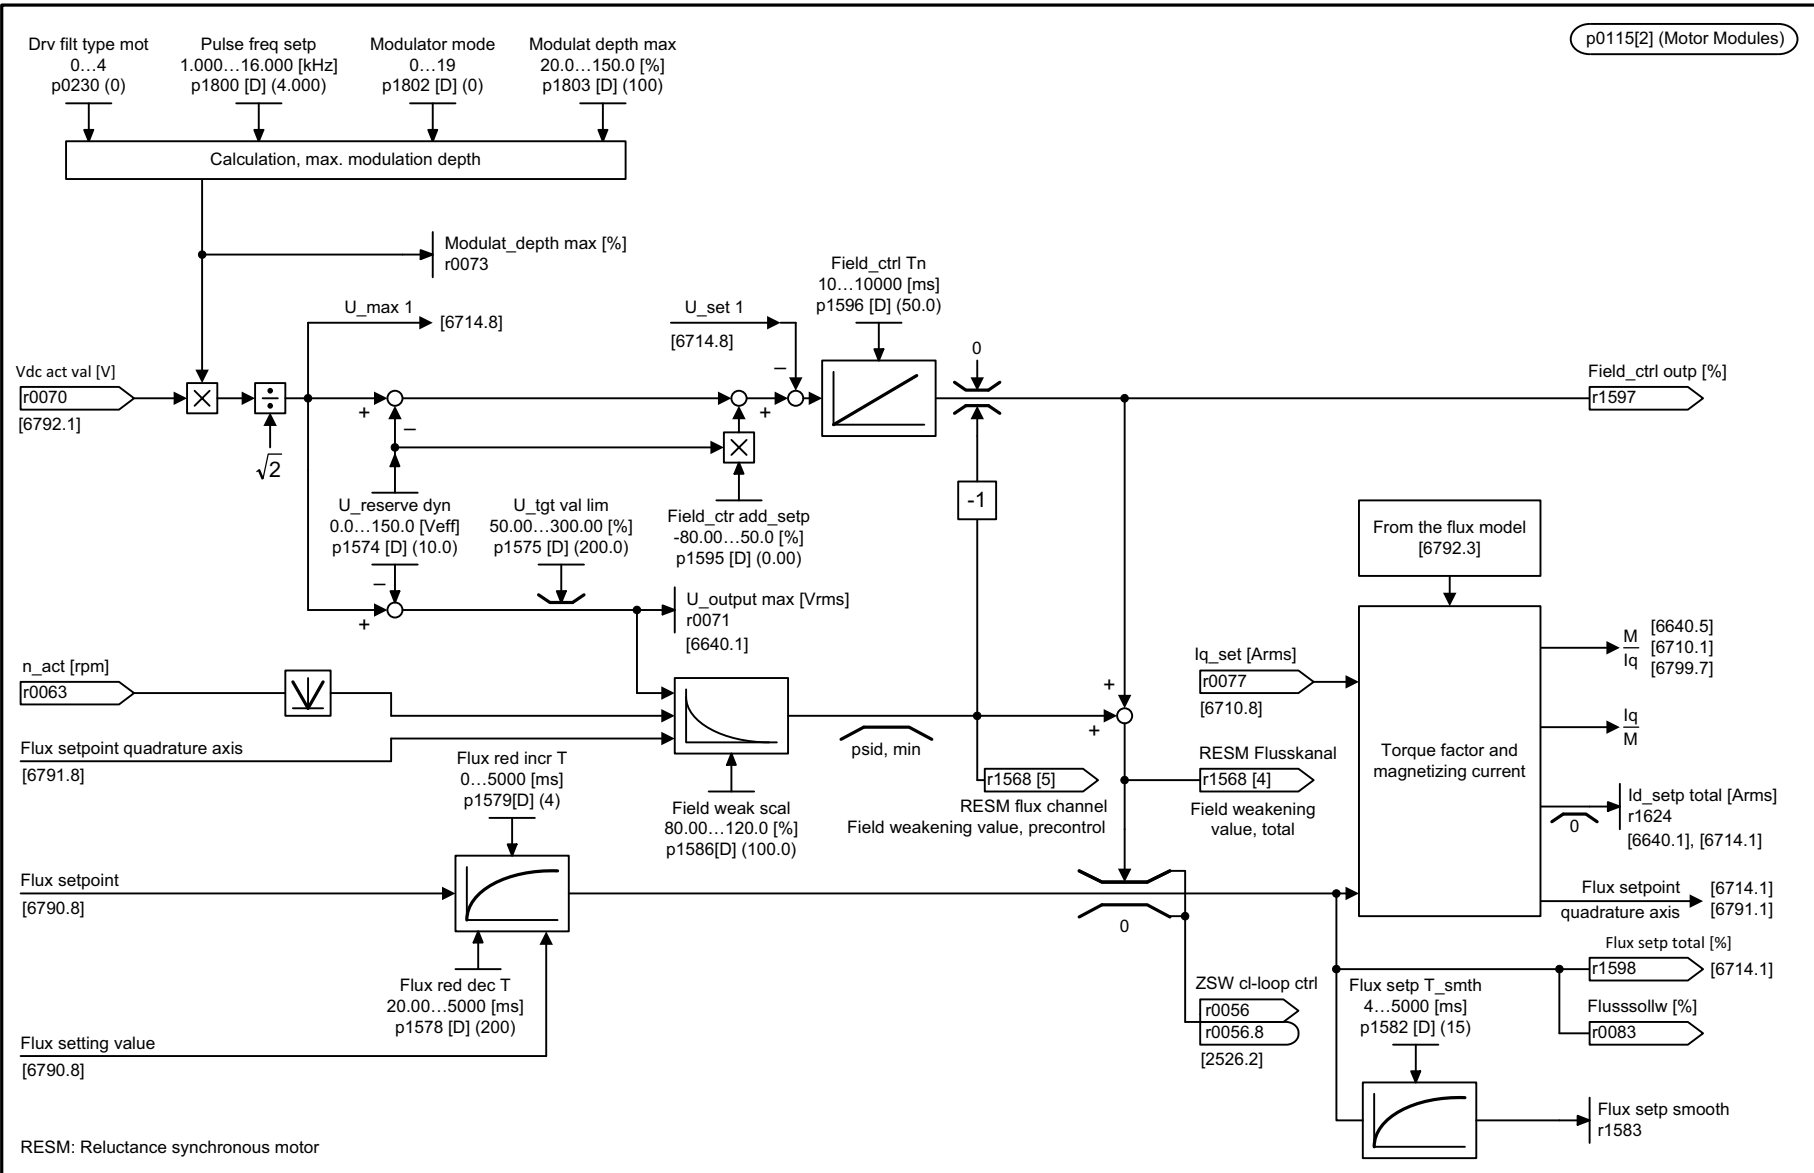 p0115[2] (Motor Modules)
Drv filt type mot
0...4
p0230 (0)
Pulse freq setp
1.000...16.000 [kHz]
p1800 [D] (4.000)
Modulator mode
0...19
p1802 [D] (0)
Modulat depth max
20.0...150.0 [%]
p1803 [D] (100)
Calculation, max. modulation depth
Modulat_depth max [%]
r0073
U_max 1
[6714.8]
U_set 1
[6714.8]
Field_ctrl Tn
10...10000 [ms]
p1596 [D] (50.0)
0
Vdc act val [V]
r0070
[6792.1]
×
÷
√2
+
–
×
+
–
Field_ctrl outp [%]
r1597
U_reserve dyn
0.0...150.0 [Veff]
p1574 [D] (10.0)
U_tgt val lim
50.00...300.00 [%]
p1575 [D] (200.0)
Field_ctr add_setp
-80.00...50.0 [%]
p1595 [D] (0.00)
-1
From the flux model
[6792.3]
–
+
U_output max [Vrms]
r0071
[6640.1]
n_act [rpm]
r0063
Flux setpoint quadrature axis
[6791.8]
psid, min
+
+
Iq_set [Arms]
r0077
[6710.8]
Torque factor and
magnetizing current
M
Iq
[6640.5]
[6710.1]
[6799.7]
Iq
M
Flux red incr T
0...5000 [ms]
p1579[D] (4)
Field weak scal
80.00...120.0 [%]
p1586[D] (100.0)
r1568 [5]
RESM flux channel
Field weakening value, precontrol
RESM Flusskanal
r1568 [4]
Field weakening
value, total
0
Id_setp total [Arms]
r1624
[6640.1], [6714.1]
Flux setpoint
[6790.8]
0
Flux setpoint
quadrature axis
[6714.1]
[6791.1]
Flux setp total [%]
r1598
[6714.1]
Flusssollw [%]
r0083
Flux red dec T
20.00...5000 [ms]
p1578 [D] (200)
Flux setting value
[6790.8]
ZSW cl-loop ctrl
r0056
r0056.8
[2526.2]
Flux setp T_smth
4...5000 [ms]
p1582 [D] (15)
Flux setp smooth
r1583
RESM: Reluctance synchronous motor